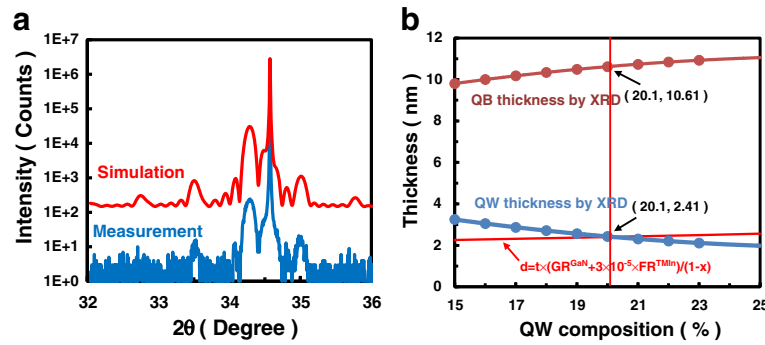 a
Intensity ( Counts )
1E+7
1E+6
1E+5
1E+4
1E+3
1E+2
1E+1
1E+0
Simulation
Measurement
32
33
34
35
36
2θ ( Degree )
b
Thickness ( nm )
12
10
8
6
4
2
0
QB thickness by XRD
( 20.1, 10.61 )
QW thickness by XRD
( 20.1, 2.41 )
d=t×(GR^GaN+3×10^-5×FR^TMIn)/(1-x)
15
17
19
21
23
25
QW composition ( % )